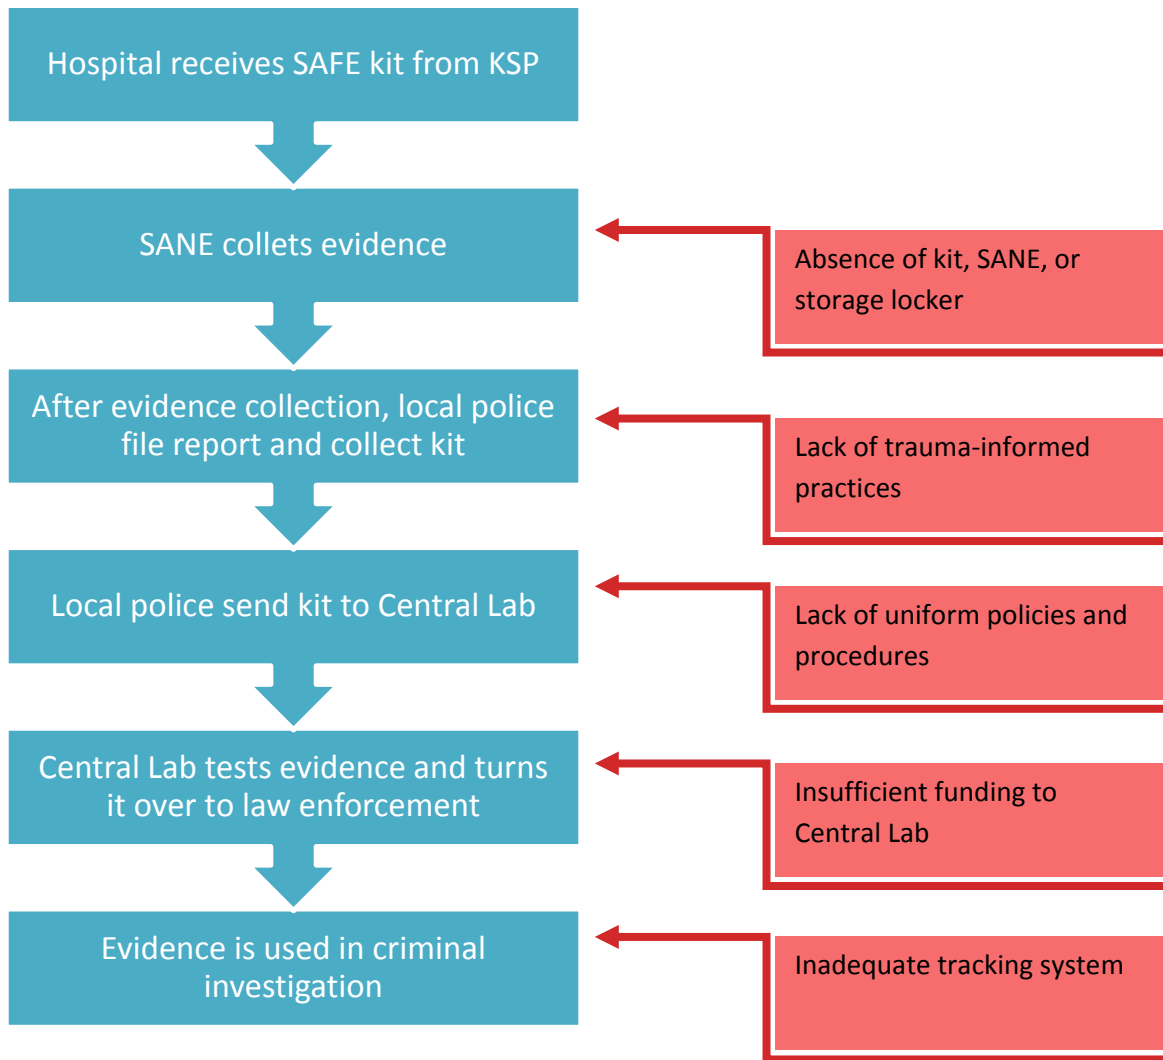 Hospital receives SAFE kit from KSP
SANE collets evidence
Absence of kit, SANE, or
storage locker
After evidence collection, local police
file report and collect kit
Lack of trauma-informed
practices
Local police send kit to Central Lab
Lack of uniform policies and
procedures
Central Lab tests evidence and turns
it over to law enforcement
Insufficient funding to
Central Lab
Evidence is used in criminal
investigation
Inadequate tracking system